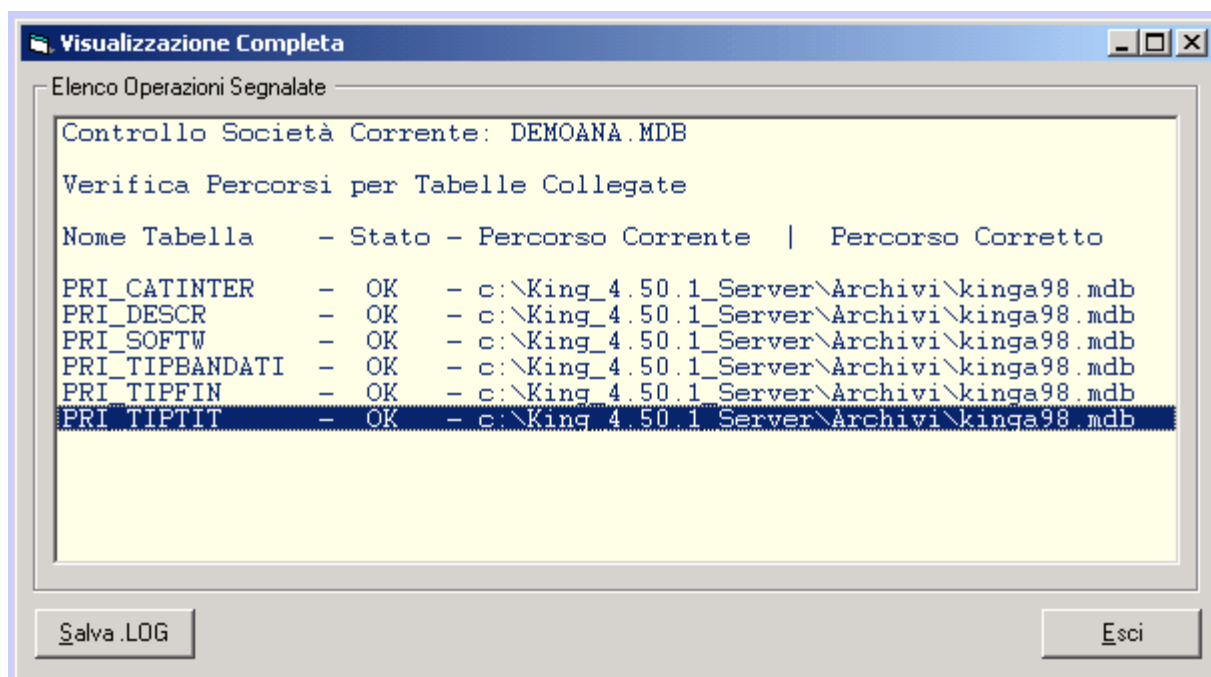 Visualizzazione Completa
Elenco Operazioni Segnalate
Controllo Società Corrente: DEMOANA.MDB
Verifica Percorsi per Tabelle Collegate
Nome Tabella - Stato - Percorso Corrente | Percorso Corretto
PRI_CATINTER - OK - c:\King_4.50.1_Server\Archivi\kinga98.mdb
PRI_DESCR - OK - c:\King_4.50.1_Server\Archivi\kinga98.mdb
PRI_SOFTW - OK - c:\King_4.50.1_Server\Archivi\kinga98.mdb
PRI_TIPBANDATI - OK - c:\King_4.50.1_Server\Archivi\kinga98.mdb
PRI_TIPFIN - OK - c:\King_4.50.1_Server\Archivi\kinga98.mdb
PRI_TIPTIT - OK - c:\King_4.50.1_Server\Archivi\kinga98.mdb
Salva .LOG
Esci